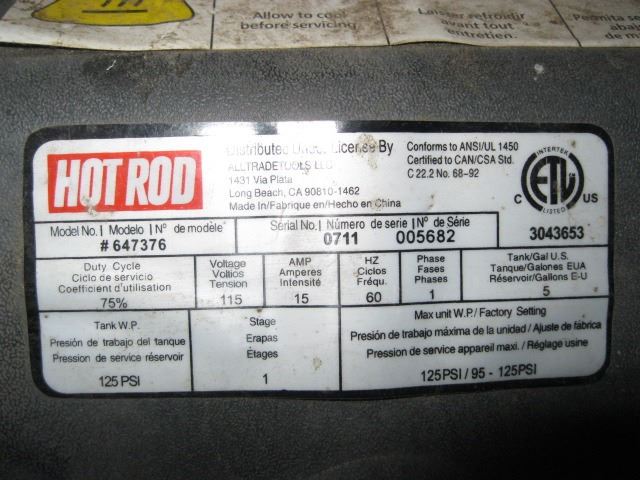 Allow to cool
before servicing.
Laisser refroidir
avant tout
entretien.
Permita
HOT ROD
Distributed Under License By
ALLTRADETOOLS LLC
1431 Via Plata
Long Beach, CA 90810-1462
Made In/Fabrique en/Hecho en China
Conforms to ANSI/UL 1450
Certified to CAN/CSA Std.
C 22.2 No. 68-92
INTERTEK
ETL
LISTED
C US
Model No. I Modelo I N° de modèle
# 647376
Serial No. I Número de serie I N° de Série
0711 005682
3043653
Duty Cycle
Ciclo de servicio
Coefficient d'utilisation
75%
Voltage
Voltios
Tension
115
AMP
Amperes
Intensité
15
HZ
Ciclos
Fréqu.
60
Phase
Fases
Phases
1
Tank/Gal U.S.
Tanque/Galones EUA
Réservoir/Gallons E-U
5
Tank W.P.
Presión de trabajo del tanque
Pression de service réservoir
125 PSI
Stage
Erapas
Étages
1
Max unit W.P./ Factory Setting
Presión de trabajo máxima de la unidad / Ajuste de fábrica
Pression de service appareil maxi. / Réglage usine
125PSI / 95 - 125PSI